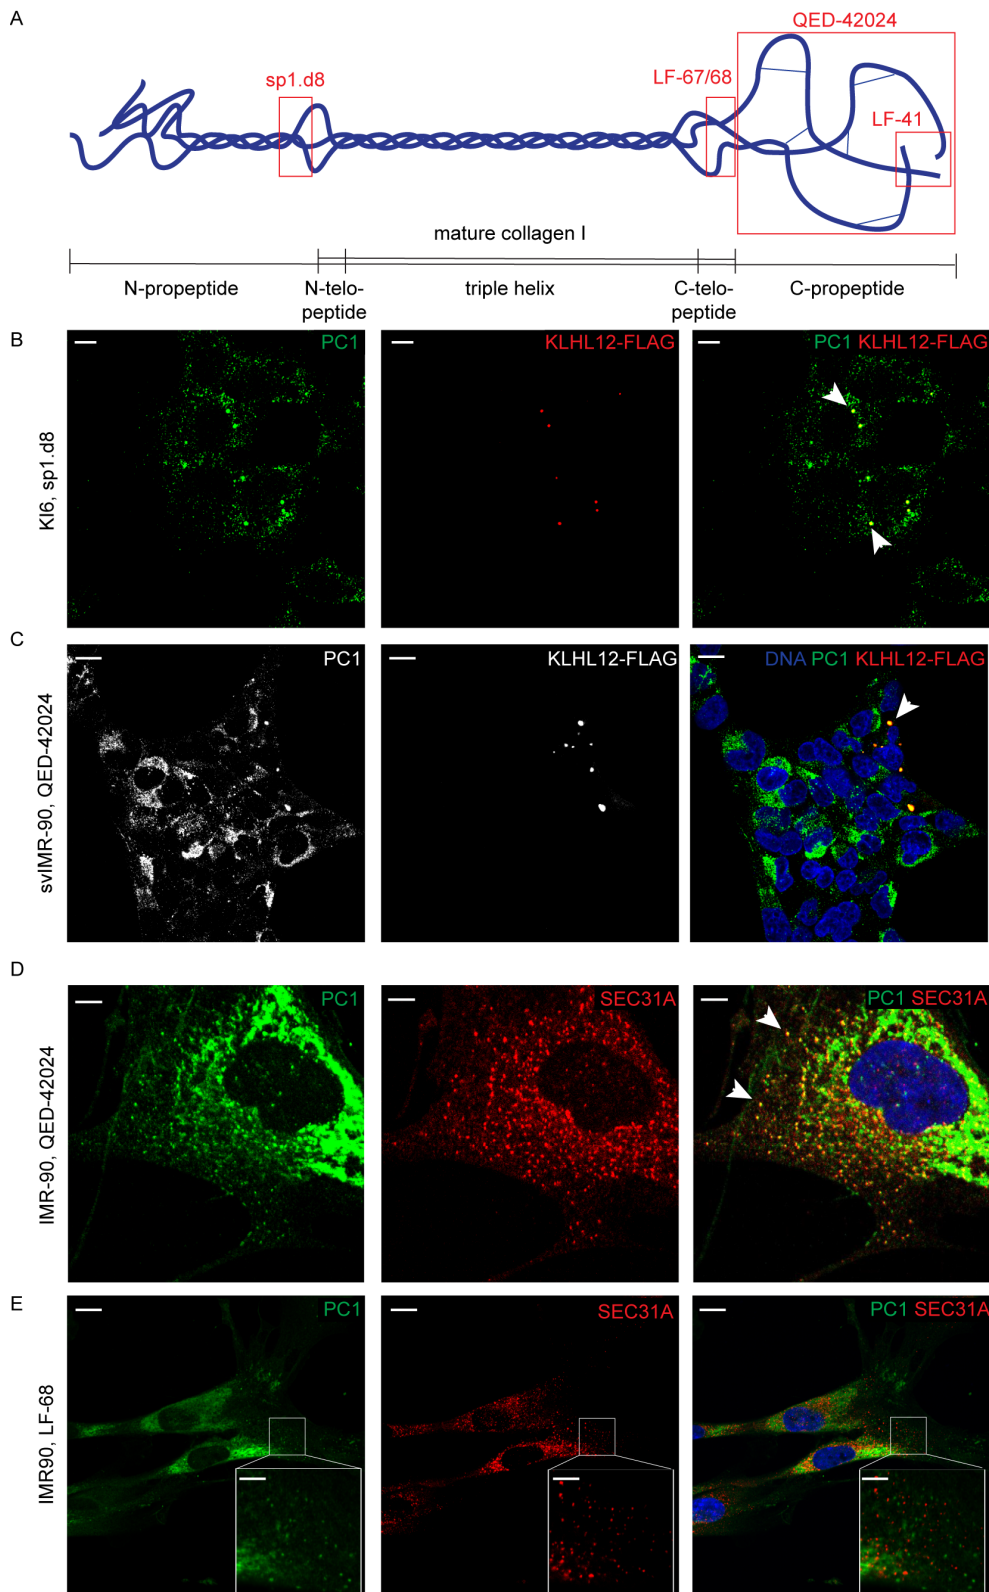 A
QED-42024
sp1.d8
LF-67/68
LF-41
mature collagen I
N-propeptide
N-telo-
peptide
triple helix
C-telo-
peptide
C-propeptide
B
KI6, sp1.d8
PC1
KLHL12-FLAG
PC1 KLHL12-FLAG
C
svIMR-90, QED-42024
PC1
KLHL12-FLAG
DNA PC1 KLHL12-FLAG
D
IMR-90, QED-42024
PC1
SEC31A
PC1 SEC31A
E
IMR90, LF-68
PC1
SEC31A
PC1 SEC31A